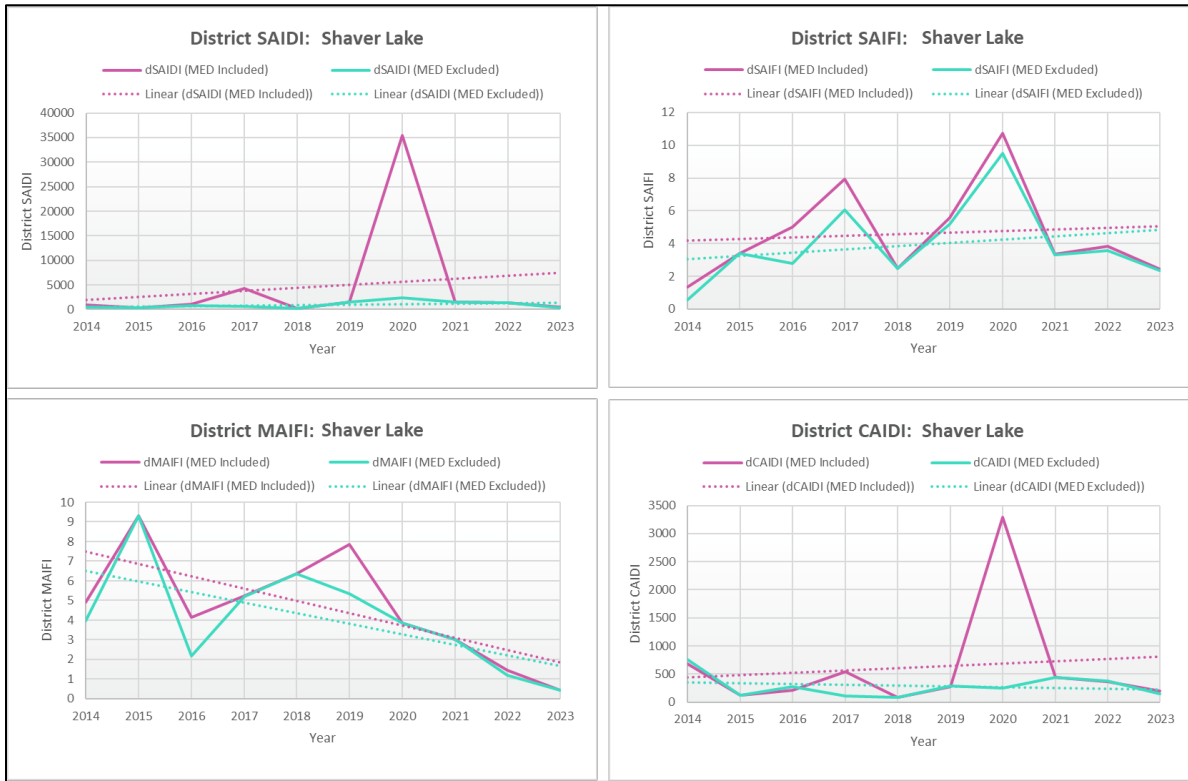 District SAIDI: Shaver Lake
dSAIDI (MED Included)
dSAIDI (MED Excluded)
Linear (dSAIDI (MED Included))
Linear (dSAIDI (MED Excluded))
40000
35000
30000
25000
20000
15000
10000
5000
0
District SAIDI
2014 2015 2016 2017 2018 2019 2020 2021 2022 2023
Year
District SAIFI: Shaver Lake
dSAIFI (MED Included)
dSAIFI (MED Excluded)
Linear (dSAIFI (MED Included))
Linear (dSAIFI (MED Excluded))
12
10
8
6
4
2
0
District SAIFI
2014 2015 2016 2017 2018 2019 2020 2021 2022 2023
Year
District MAIFI: Shaver Lake
dMAIFI (MED Included)
dMAIFI (MED Excluded)
Linear (dMAIFI (MED Included))
Linear (dMAIFI (MED Excluded))
10
9
8
7
6
5
4
3
2
1
0
District MAIFI
2014 2015 2016 2017 2018 2019 2020 2021 2022 2023
Year
District CAIDI: Shaver Lake
dCAIDI (MED Included)
dCAIDI (MED Excluded)
Linear (dCAIDI (MED Included))
Linear (dCAIDI (MED Excluded))
3500
3000
2500
2000
1500
1000
500
0
District CAIDI
2014 2015 2016 2017 2018 2019 2020 2021 2022 2023
Year